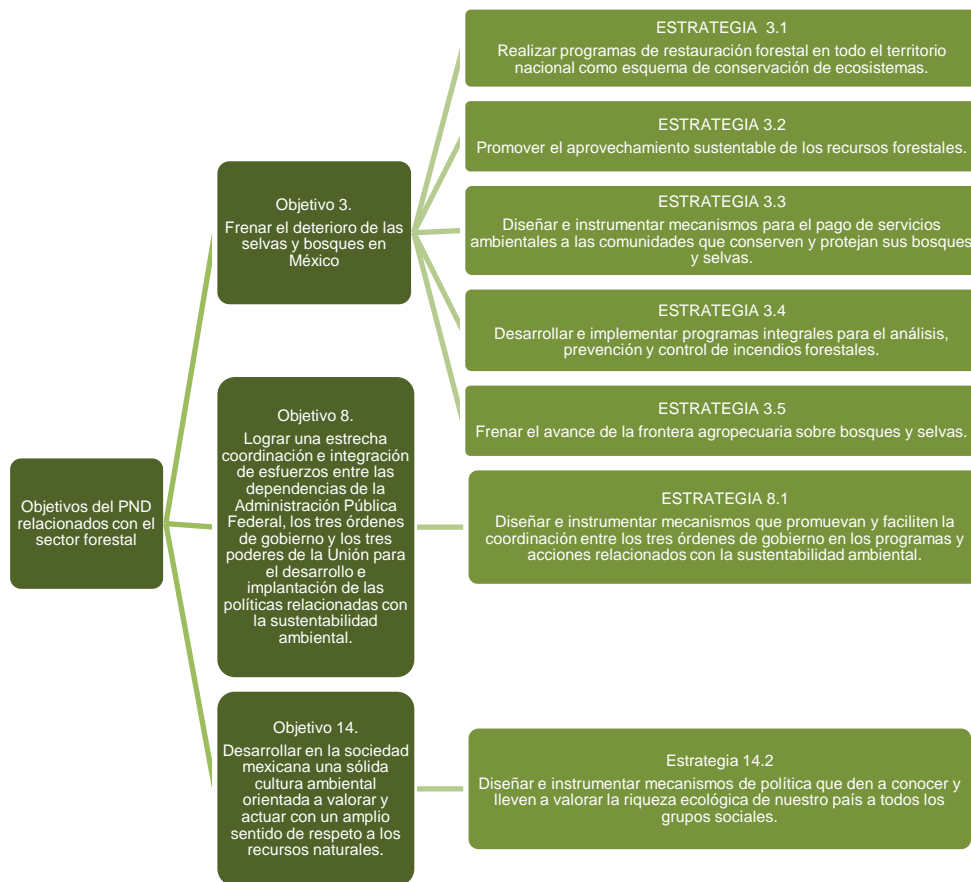 Objetivos del PND
relacionados con el
sector forestal
Objetivo 3.
Frenar el deterioro de las
selvas y bosques en
México
ESTRATEGIA 3.1
Realizar programas de restauración forestal en todo el territorio
nacional como esquema de conservación de ecosistemas.
ESTRATEGIA 3.2
Promover el aprovechamiento sustentable de los recursos forestales.
ESTRATEGIA 3.3
Diseñar e instrumentar mecanismos para el pago de servicios
ambientales a las comunidades que conserven y protejan sus bosques
y selvas.
ESTRATEGIA 3.4
Desarrollar e implementar programas integrales para el análisis,
prevención y control de incendios forestales.
ESTRATEGIA 3.5
Frenar el avance de la frontera agropecuaria sobre bosques y selvas.
Objetivo 8.
Lograr una estrecha
coordinación e integración
de esfuerzos entre las
dependencias de la
Administración Pública
Federal, los tres órdenes
de gobierno y los tres
poderes de la Unión para
el desarrollo e
implantación de las
políticas relacionadas con
la sustentabilidad
ambiental.
ESTRATEGIA 8.1
Diseñar e instrumentar mecanismos que promuevan y faciliten la
coordinación entre los tres órdenes de gobierno en los programas y
acciones relacionados con la sustentabilidad ambiental.
Objetivo 14.
Desarrollar en la sociedad
mexicana una sólida
cultura ambiental
orientada a valorar y
actuar con un amplio
sentido de respeto a los
recursos naturales.
Estrategia 14.2
Diseñar e instrumentar mecanismos de política que den a conocer y
lleven a valorar la riqueza ecológica de nuestro país a todos los
grupos sociales.